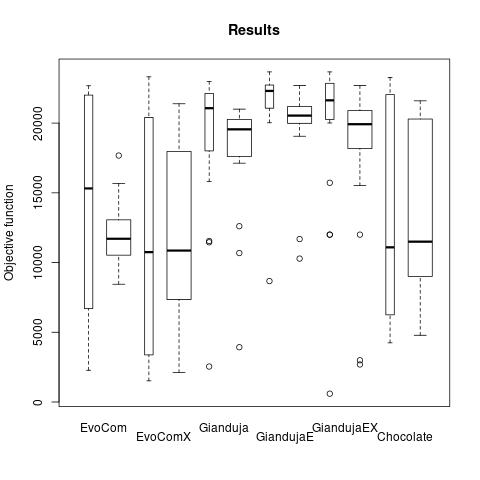 Results
Objective function
20000
15000
10000
5000
0
EvoCom
EvoComX
Gianduja
GiandujaE
GiandujaEX
Chocolate